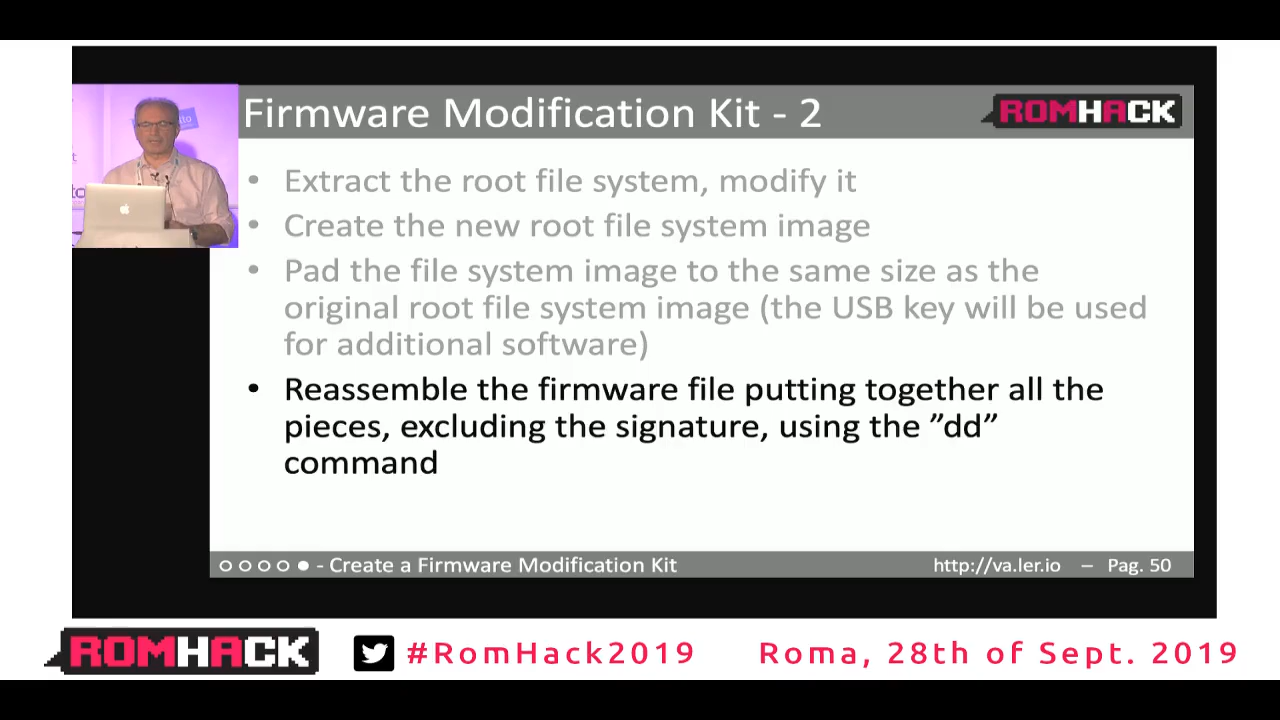 Firmware Modification Kit - 2
ROMHACK
• Extract the root file system, modify it
• Create the new root file system image
• Pad the file system image to the same size as the
original root file system image (the USB key will be used
for additional software)
• Reassemble the firmware file putting together all the
pieces, excluding the signature, using the ”dd”
command
- Create a Firmware Modification Kit
http://va.ler.io – Pag. 50
ROMHACK
#RomHack2019
Roma, 28th of Sept. 2019